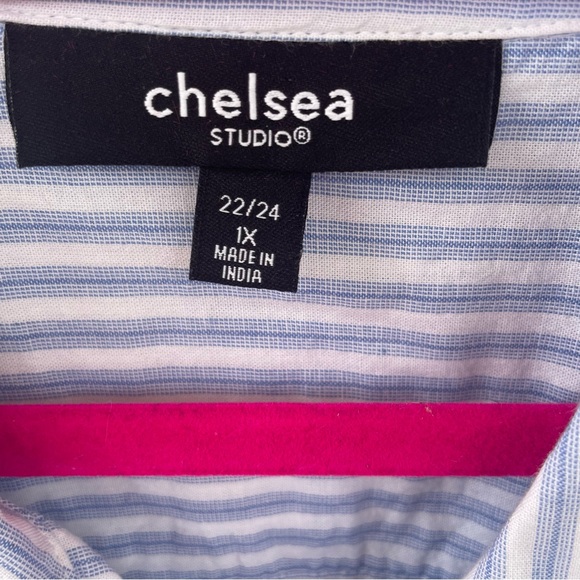 chelsea
STUDIO®
22/24
1X
MADE IN
INDIA